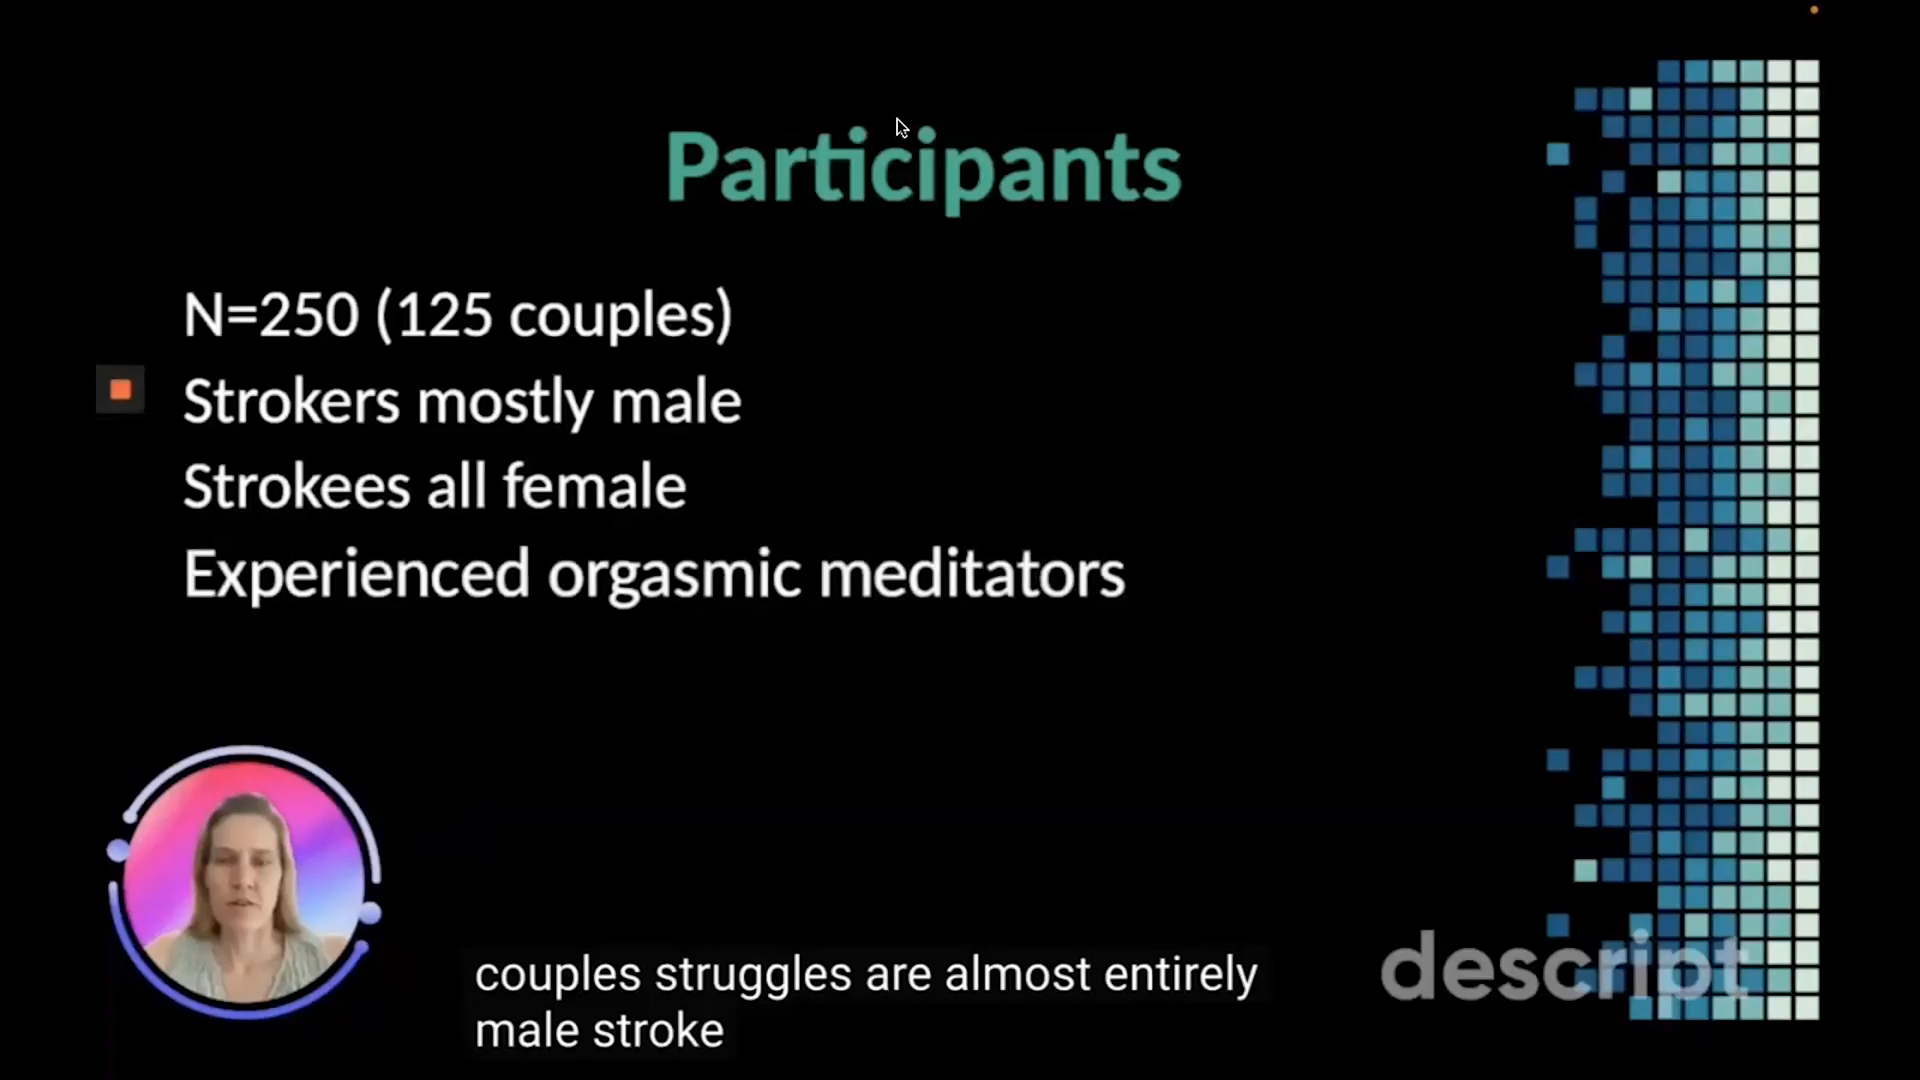 Participants
N=250 (125 couples)
Strokers mostly male
Strokees all female
Experienced orgasmic meditators
couples struggles are almost entirely
male stroke
descript